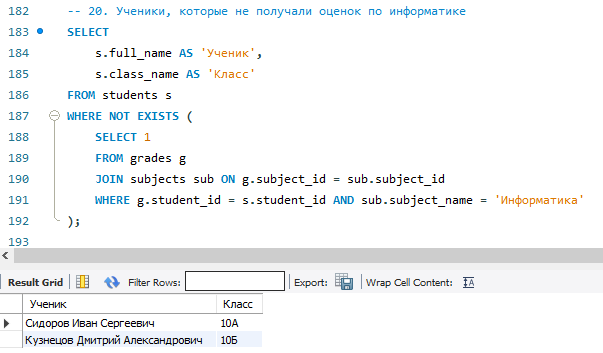 182 -- 20. Ученики, которые не получали оценок по информатике
183 SELECT
184 s.full_name AS 'Ученик',
185 s.class_name AS 'Класс'
186 FROM students s
187 WHERE NOT EXISTS (
188 SELECT 1
189 FROM grades g
190 JOIN subjects sub ON g.subject_id = sub.subject_id
191 WHERE g.student_id = s.student_id AND sub.subject_name = 'Информатика'
192 );
193
Result Grid Filter Rows: Export: Wrap Cell Content:
Ученик Класс
Сидоров Иван Сергеевич 10А
Кузнецов Дмитрий Александрович 10Б